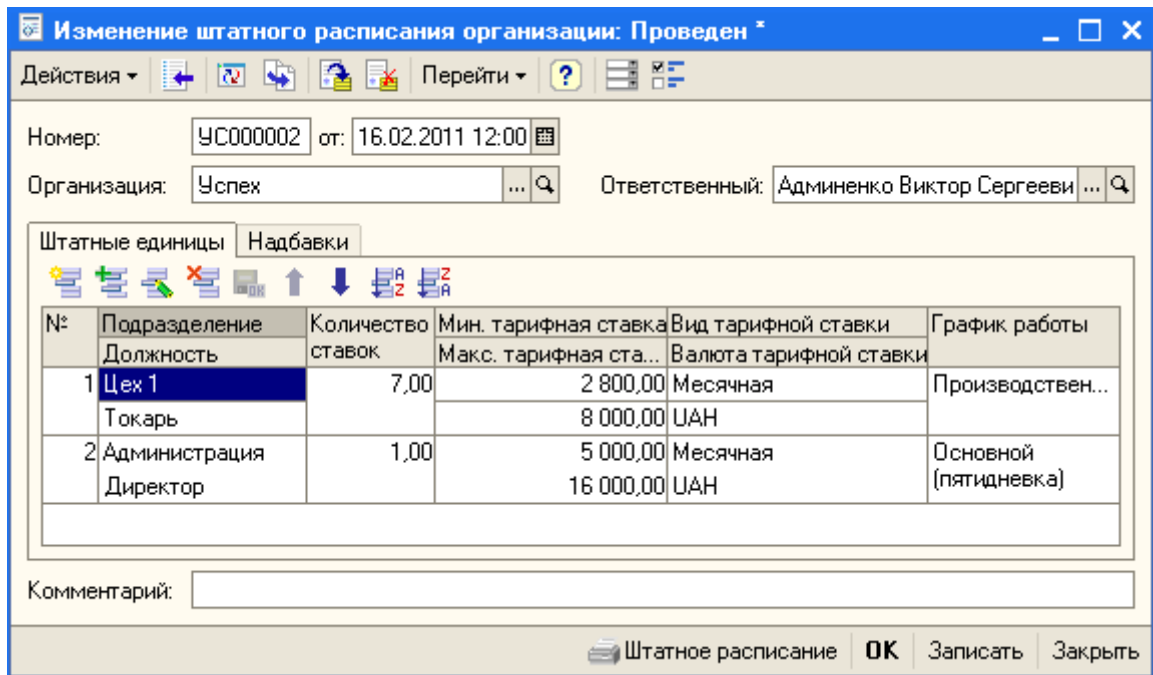 Изменение штатного расписания организации: Проведен *
Действия Перейти ?
Номер: УС000002 от: 16.02.2011 12:00
Организация: Успех ... Ответственный: Админенко Виктор Сергееви ...
Штатные единицы Надбавки
№ Подразделение Количество ставок Мин. тарифная ставка Вид тарифной ставки График работы
Должность Макс. тарифная ста... Валюта тарифной ставки
1 Цех 1 7,00 2 800,00 Месячная Производствен...
Токарь 8 000,00 UAH
2 Администрация 1,00 5 000,00 Месячная Основной
Директор 16 000,00 UAH (пятидневка)
Комментарий:
Штатное расписание OK Записать Закрыть